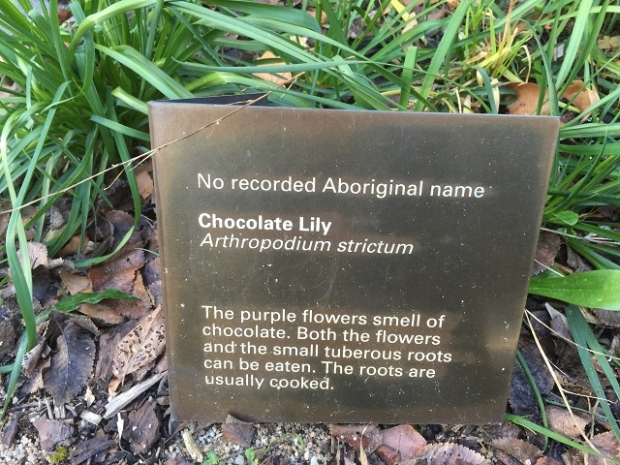 No recorded Aboriginal name
Chocolate Lily
Arthropodium strictum
The purple flowers smell of
chocolate. Both the flowers
and the small tuberous roots
can be eaten. The roots are
usually cooked.